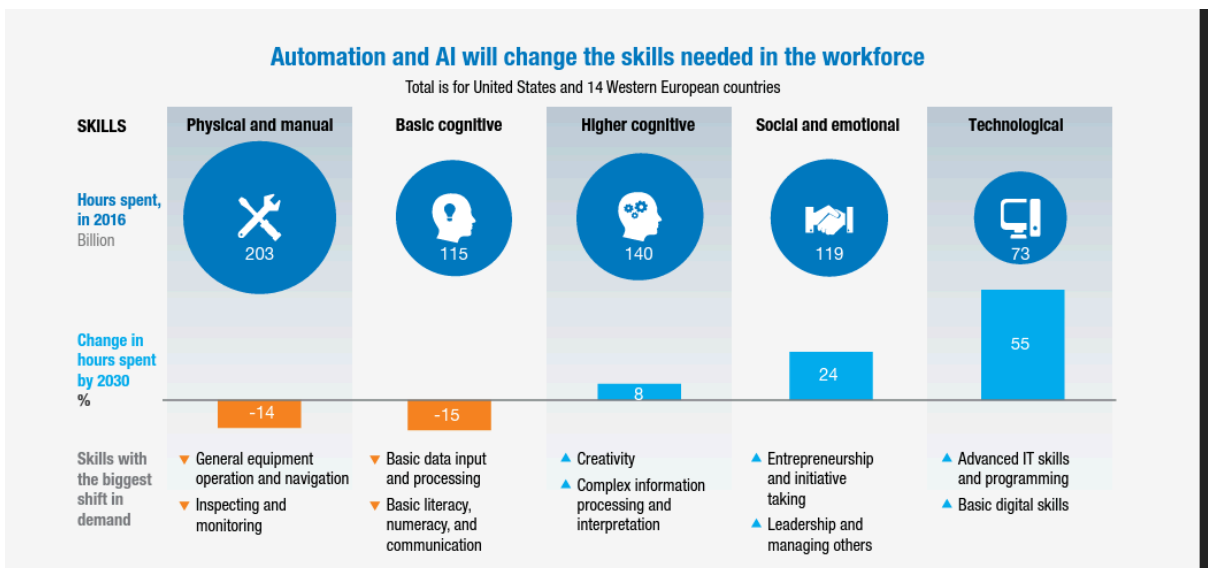 Automation and AI will change the skills needed in the workforce
Total is for United States and 14 Western European countries
SKILLS
Physical and manual
Basic cognitive
Higher cognitive
Social and emotional
Technological
Hours spent,
in 2016
Billion
203
115
140
119
73
Change in
hours spent
by 2030
%
-14
-15
8
24
55
Skills with
the biggest
shift in
demand
General equipment
operation and navigation
Inspecting and
monitoring
Basic data input
and processing
Basic literacy,
numeracy, and
communication
Creativity
Complex information
processing and
interpretation
Entrepreneurship
and initiative
taking
Leadership and
managing others
Advanced IT skills
and programming
Basic digital skills